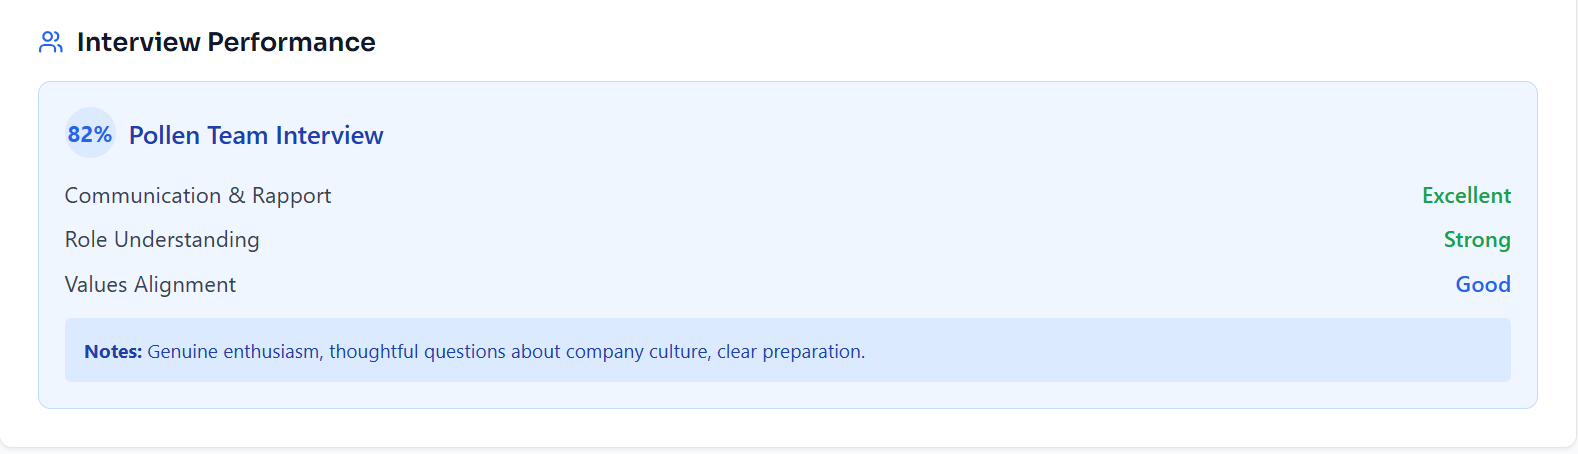 Interview Performance
82% Pollen Team Interview
Communication & Rapport Excellent
Role Understanding Strong
Values Alignment Good
Notes: Genuine enthusiasm, thoughtful questions about company culture, clear preparation.